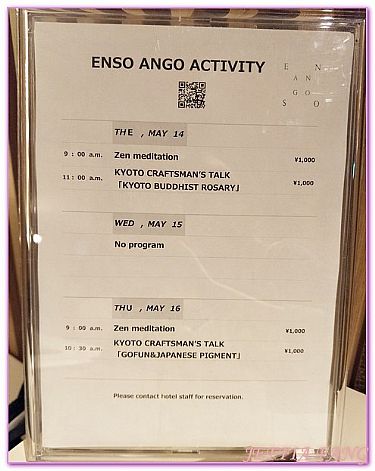 ENSO ANGO ACTIVITY
E N
A N
G O
S O
THE , MAY 14
9 : 00 a.m. Zen meditation ¥1,000
11 : 00 a.m. KYOTO CRAFTSMAN'S TALK ¥1,000
「KYOTO BUDDHIST ROSARY」
WED , MAY 15
No program
THU , MAY 16
9 : 00 a.m. Zen meditation ¥1,000
10 : 30 a.m. KYOTO CRAFTSMAN'S TALK ¥1,000
「GOFUN&JAPANESE PIGMENT」
Please contact hotel staff for reservation.